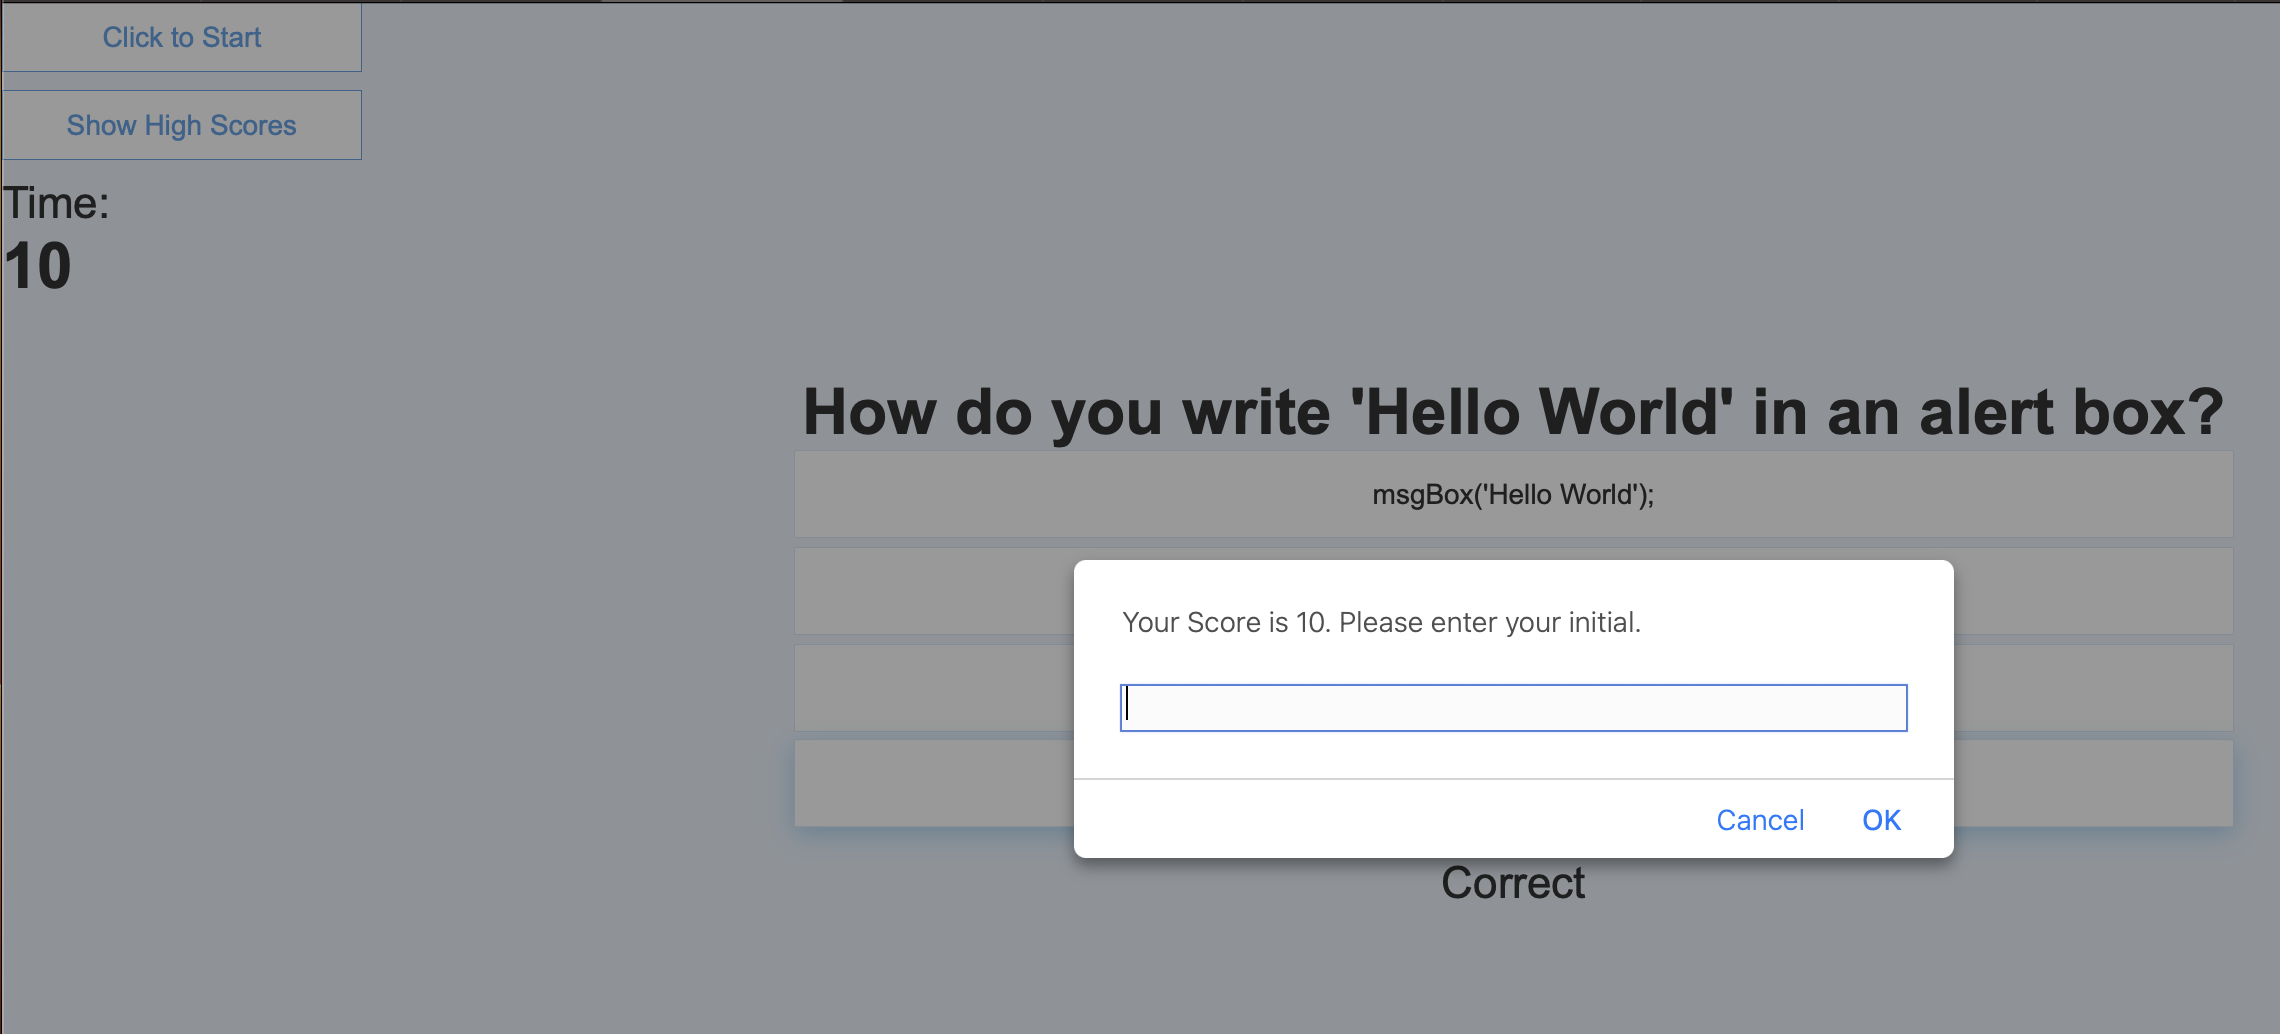 Click to Start
Show High Scores
Time:
10
How do you write 'Hello World' in an alert box?
msgBox('Hello World');
Your Score is 10. Please enter your initial.
Cancel
OK
Correct